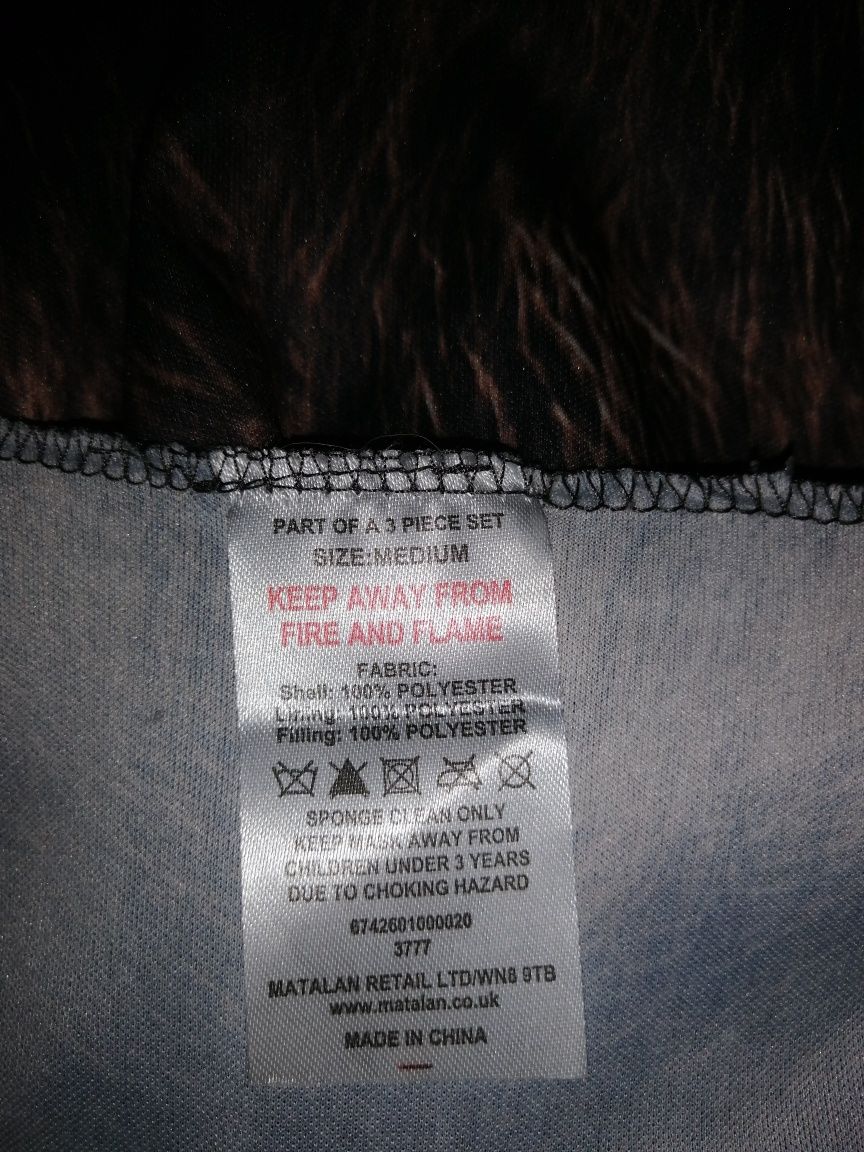 PART OF A 3 PIECE SET
SIZE:MEDIUM
KEEP AWAY FROM
FIRE AND FLAME
FABRIC:
Shell: 100% POLYESTER
Lining: 100% POLYESTER
Filling: 100% POLYESTER
SPONGE CLEAN ONLY
KEEP MASK AWAY FROM
CHILDREN UNDER 3 YEARS
DUE TO CHOKING HAZARD
6742601000020
3777
MATALAN RETAIL LTD/WN8 9TB
www.matalan.co.uk
MADE IN CHINA